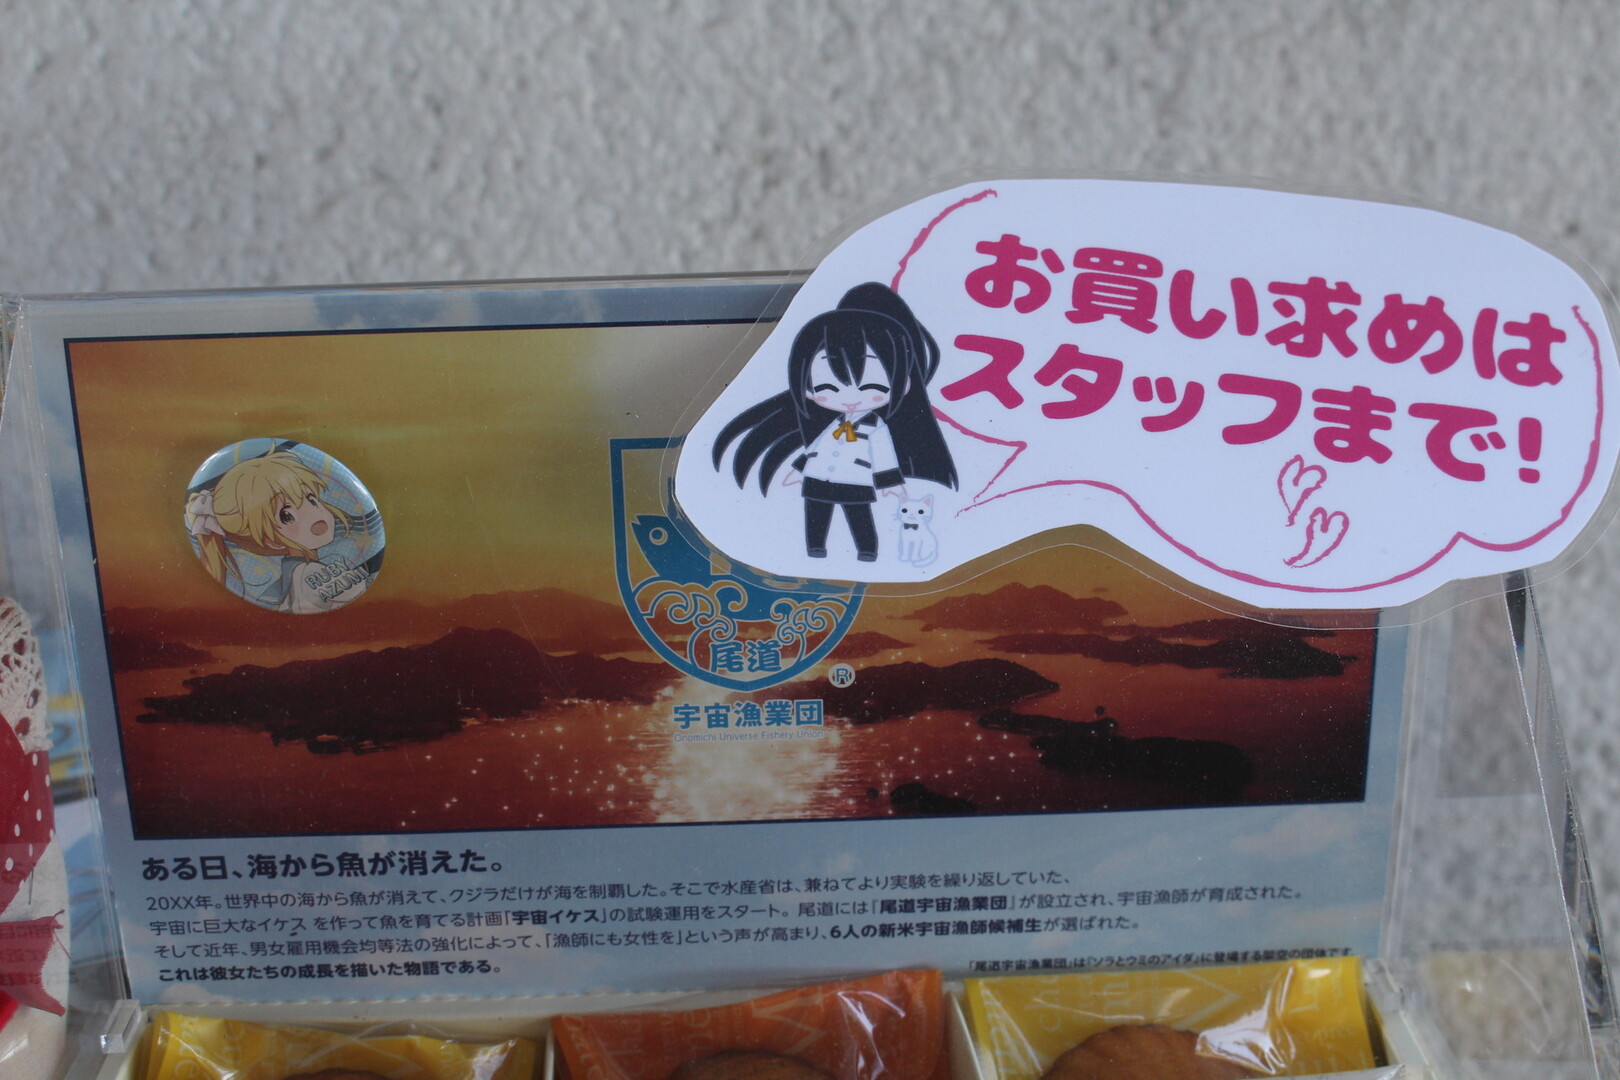 お買い求めは
スタッフまで!
RUBY
AZUMI
尾道
®
宇宙漁業団
Onomichi Universe Fishery Union
ある日、海から魚が消えた。
20XX年。世界中の海から魚が消えて、クジラだけが海を制覇した。そこで水産省は、兼ねてより実験を繰り返していた、
宇宙に巨大なイケスを作って魚を育てる計画「宇宙イケス」の試験運用をスタート。尾道には『尾道宇宙漁業団』が設立され、宇宙漁師が育成された。
そして近年、男女雇用機会均等法の強化によって、「漁師にも女性を」という声が高まり、6人の新米宇宙漁師候補生が選ばれた。
これは彼女たちの成長を描いた物語である。
「尾道宇宙漁業団」は『ソラとウミのアイダ』に登場する架空の団体です